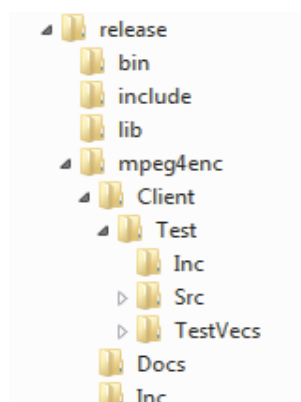 release
bin
include
lib
mpeg4enc
Client
Test
Inc
Src
TestVecs
Docs
Inc